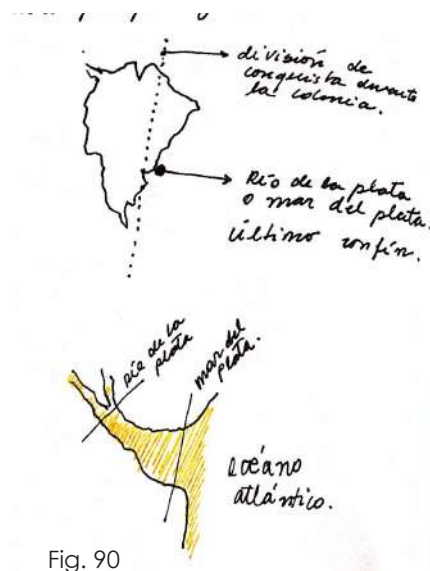 división de
conquista durante
la colonia.
Río de la plata
o mar del plata.
último confín.
río de la
plata
mar del
plata.
océano
atlántico.
Fig. 90